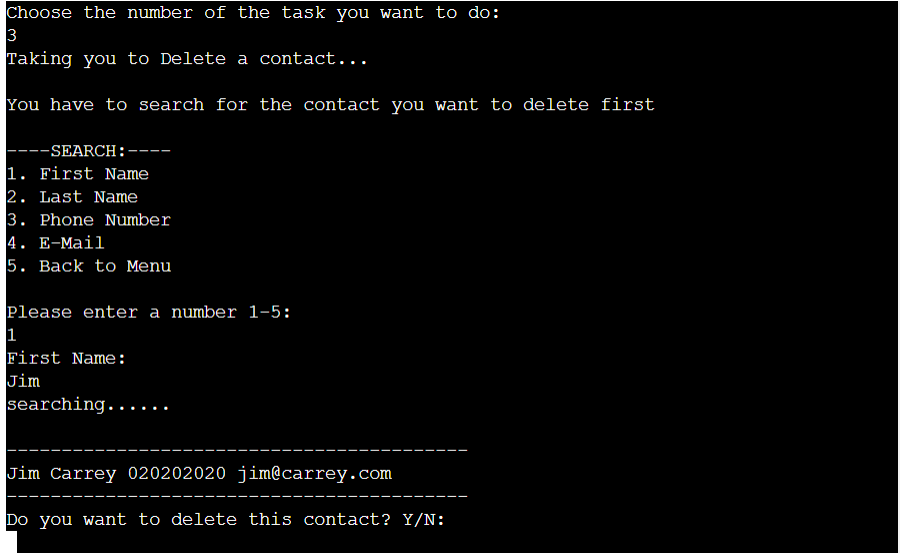 Choose the number of the task you want to do:
3
Taking you to Delete a contact...
You have to search for the contact you want to delete first
----SEARCH:----
1. First Name
2. Last Name
3. Phone Number
4. E-Mail
5. Back to Menu
Please enter a number 1-5:
1
First Name:
Jim
searching......
------------------------------------------
Jim Carrey 020202020 jim@carrey.com
------------------------------------------
Do you want to delete this contact? Y/N: